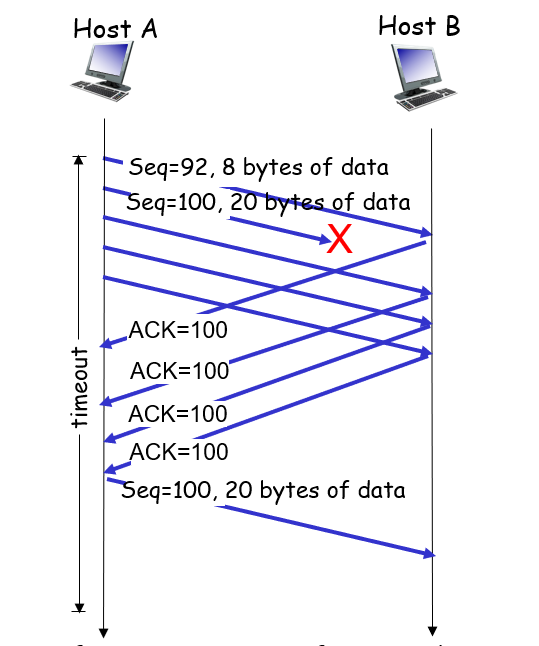 Host A
Host B
Seq=92, 8 bytes of data
Seq=100, 20 bytes of data
X
ACK=100
ACK=100
ACK=100
ACK=100
timeout
Seq=100, 20 bytes of data